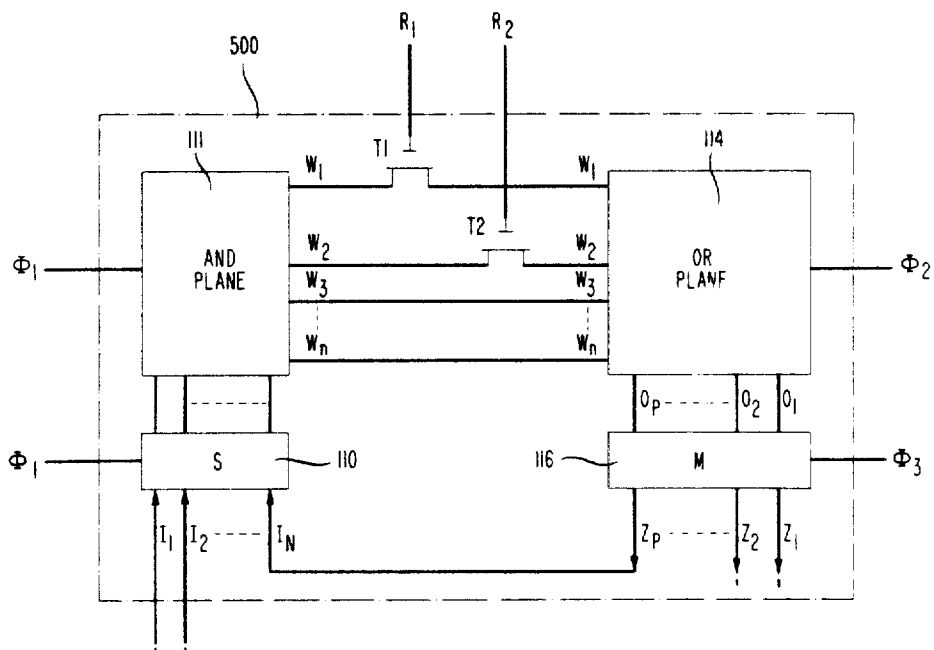 R₁ R₂
500
111 T1 114
W₁ W₁
T2
AND PLANE
W₂ W₂
OR PLANF
Φ₁ Φ₂
W₃ W₃
Wₙ Wₙ
Oₚ O₂ O₁
Φ₁ S 110 116 M Φ₃
I₁ I₂ I_N Zₚ Z₂ Z₁